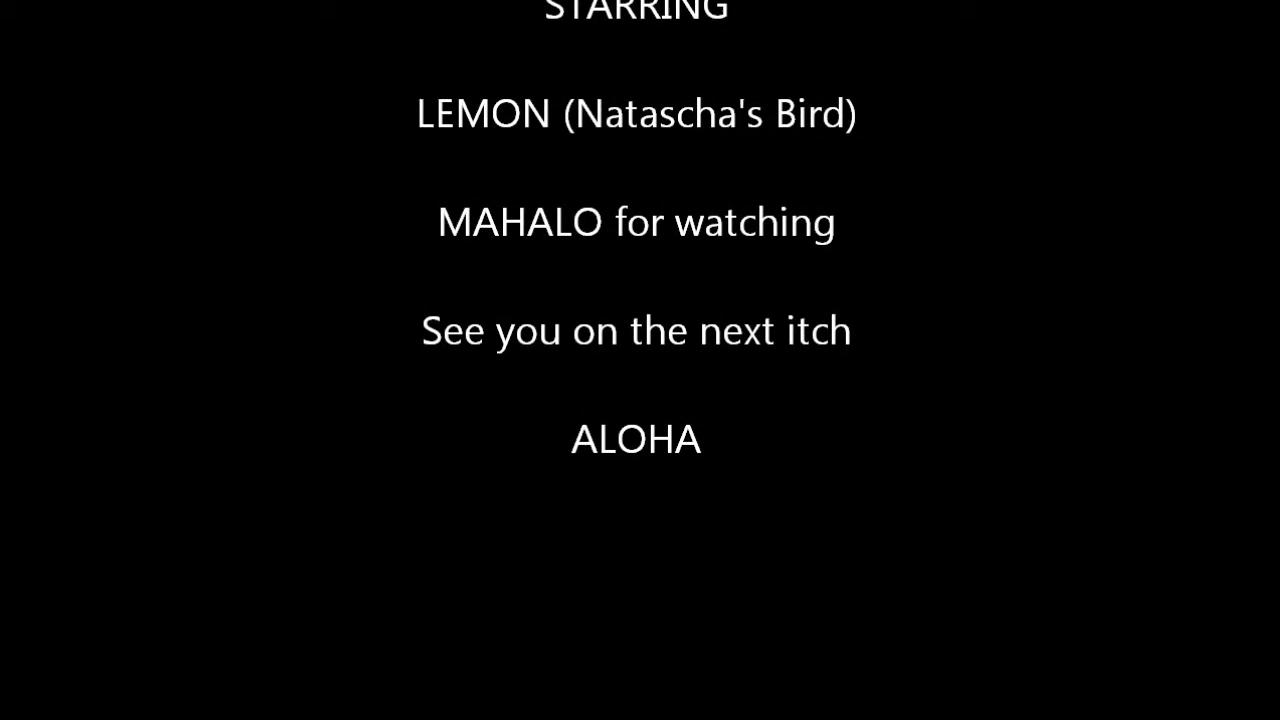 STARRING
LEMON (Natascha's Bird)
MAHALO for watching
See you on the next itch
ALOHA